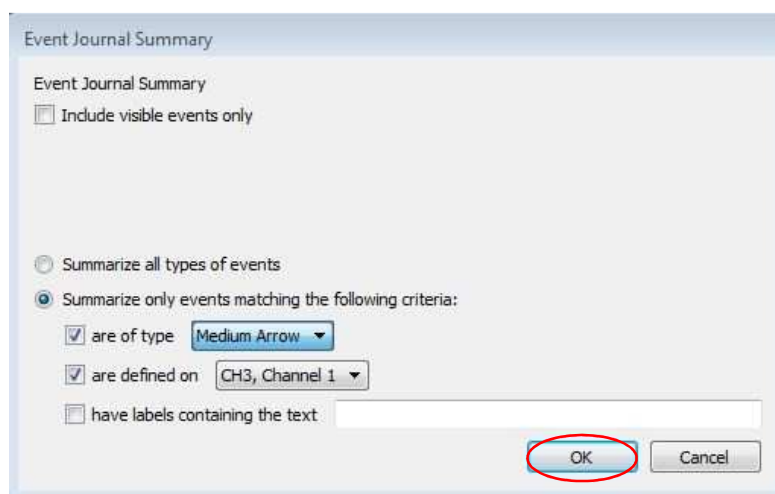 Event Journal Summary
Event Journal Summary
Include visible events only
Summarize all types of events
Summarize only events matching the following criteria:
are of type Medium Arrow
are defined on CH3, Channel 1
have labels containing the text
OK Cancel